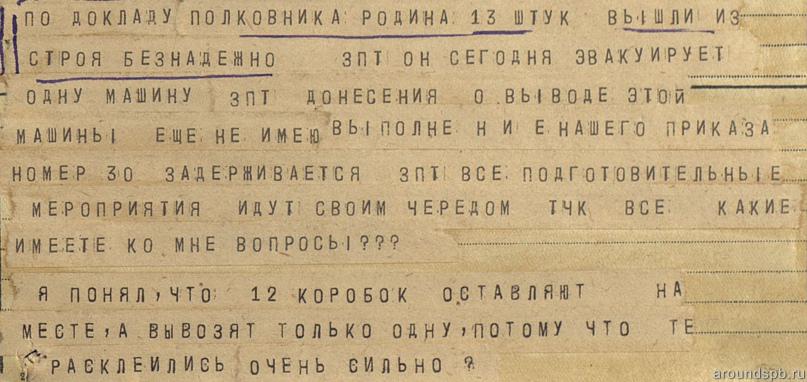 ПО ДОКЛАДУ ПОЛКОВНИКА РОДИНА 13 ШТУК ВЫШЛИ ИЗ
СТРОЯ БЕЗНАДЕЖНО ЗПТ ОН СЕГОДНЯ ЭВАКУИРУЕТ
ОДНУ МАШИНУ ЗПТ ДОНЕСЕНИЯ О ВЫВОДЕ ЭТОЙ
МАШИНЫ ЕЩЕ НЕ ИМЕЮ ВЫПОЛНЕ Н И Е НАШЕГО ПРИКАЗА
НОМЕР 30 ЗАДЕРЖИВАЕТСЯ ЗПТ ВСЕ ПОДГОТОВИТЕЛЬНЫЕ
МЕРОПРИЯТИЯ ИДУТ СВОИМ ЧЕРЕДОМ ТЧК ВСЕ КАКИЕ
ИМЕЕТЕ КО МНЕ ВОПРОСЫ???
Я ПОНЯЛ,ЧТО 12 КОРОБОК ОСТАВЛЯЮТ НА
МЕСТЕ,А ВЫВОЗЯТ ТОЛЬКО ОДНУ,ПОТОМУ ЧТО ТЕ
РАСКЛЕИЛИСЬ ОЧЕНЬ СИЛЬНО?
aroundspb.ru